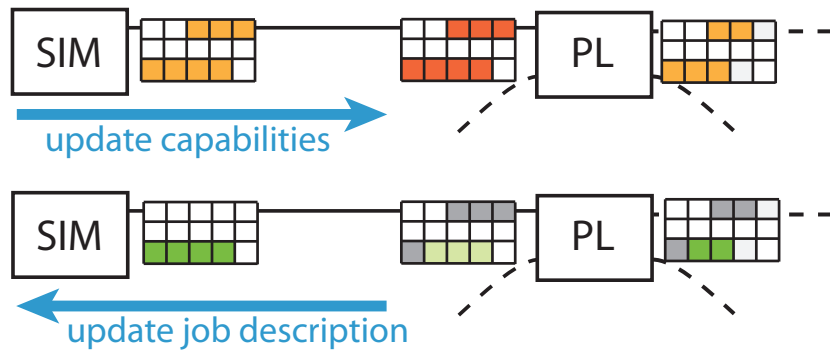 SIM
PL
update capabilities
SIM
PL
update job description